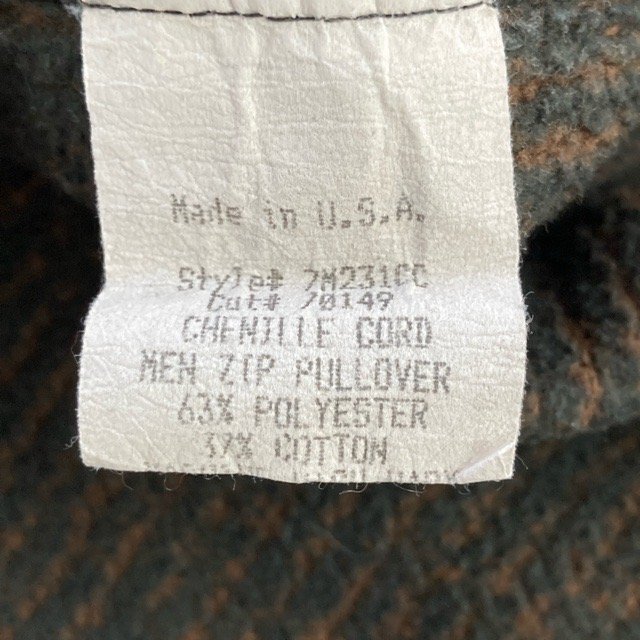 Made in U.S.A.
Style# 7M231CC
Cut# 70149
CHENILLE CORD
MEN ZIP PULLOVER
63% POLYESTER
37% COTTON